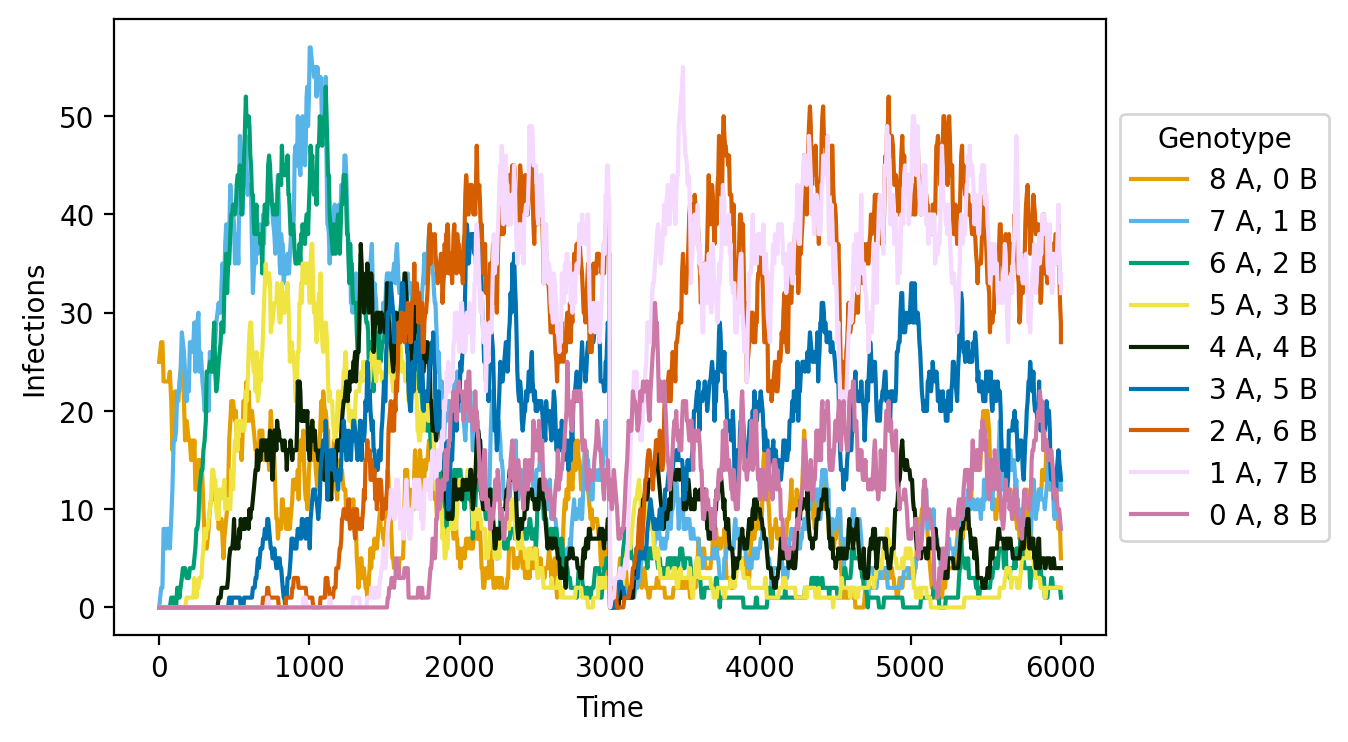 50
40
30
20
10
0
Infections
0 1000 2000 3000 4000 5000 6000
Time
Genotype
8 A, 0 B
7 A, 1 B
6 A, 2 B
5 A, 3 B
4 A, 4 B
3 A, 5 B
2 A, 6 B
1 A, 7 B
0 A, 8 B